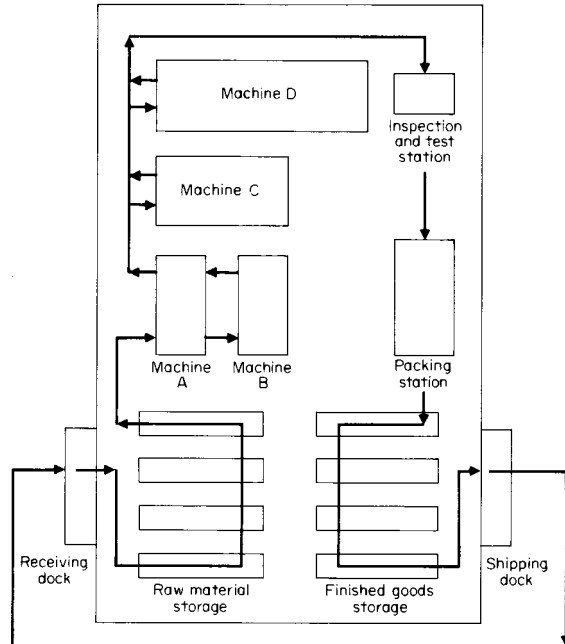 Machine D
Inspection
and test
station
Machine C
Machine
A
Machine
B
Packing
station
Receiving
dock
Raw material
storage
Finished goods
storage
Shipping
dock